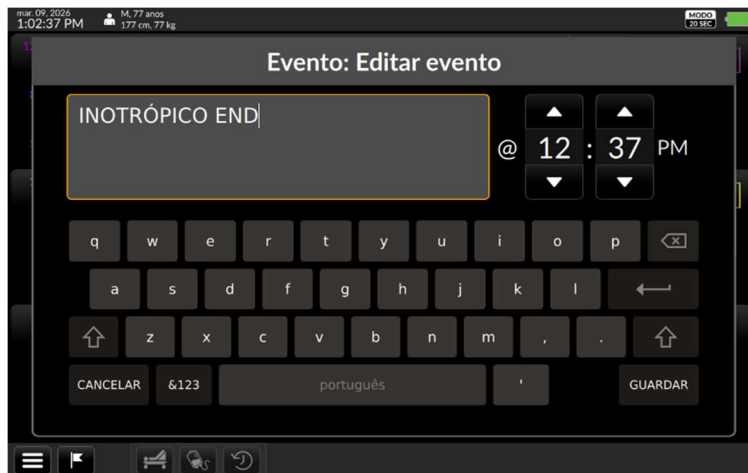 mar. 09, 2026
1:02:37 PM
M, 77 anos
177 cm, 77 kg
MODO
20 SEC
Evento: Editar evento
INOTRÓPICO END
@ 12 : 37 PM
q w e r t y u i o p
a s d f g h j k l
z x c v b n m , .
CANCELAR &123 português ' GUARDAR